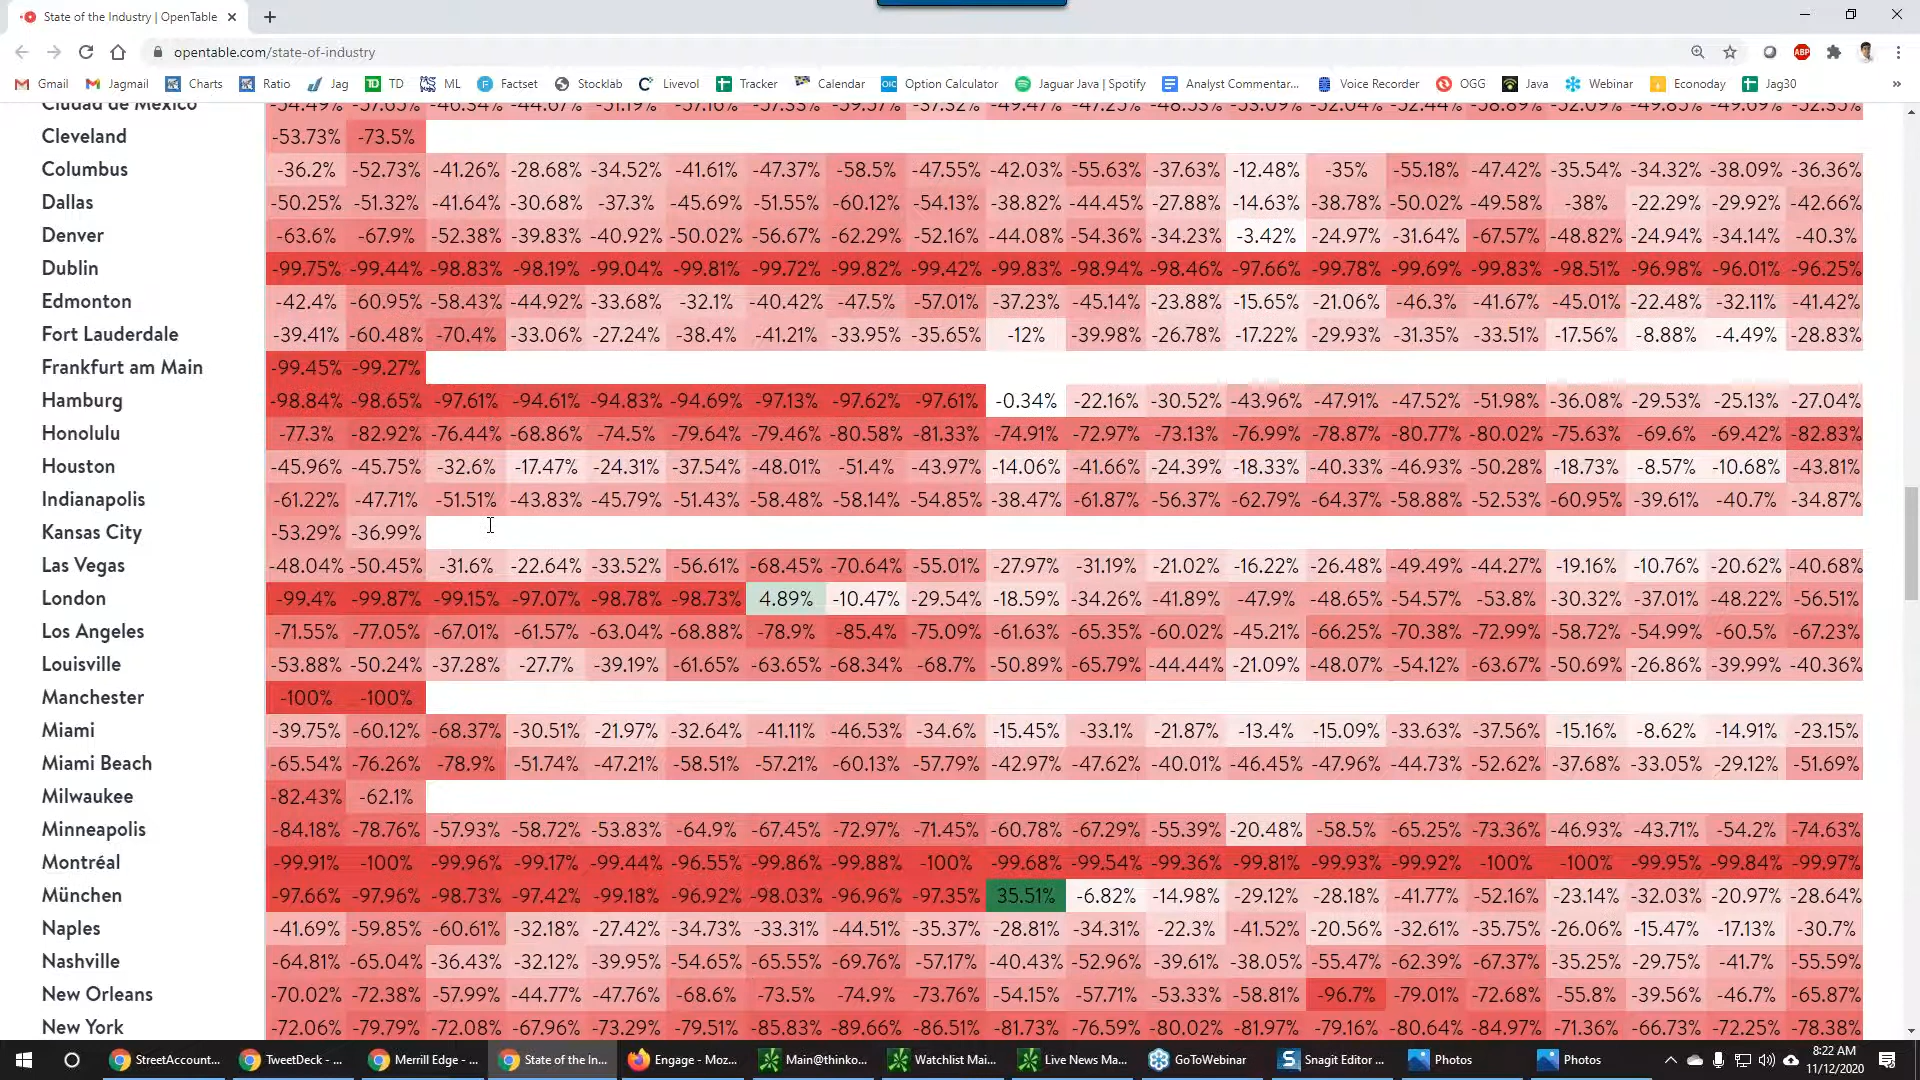 State of the Industry | OpenTable
opentable.com/state-of-industry
Gmail Jagmail Charts Ratio Jag TD ML Factset Stocklab Livevol Tracker Calendar Option Calculator Jaguar Java | Spotify Analyst Commentar... Voice Recorder OGG Java Webinar Econoday Jag30 »
Ciudad de México -54.49% -57.65% -46.34% -44.67% -51.19% -57.16% -57.33% -59.57% -37.32% -49.47% -47.25% -48.53% -53.09% -52.04% -52.44% -58.89% -52.09% -49.85% -49.09% -52.35%
Cleveland -53.73% -73.5%
Columbus -36.2% -52.73% -41.26% -28.68% -34.52% -41.61% -47.37% -58.5% -47.55% -42.03% -55.63% -37.63% -12.48% -35% -55.18% -47.42% -35.54% -34.32% -38.09% -36.36%
Dallas -50.25% -51.32% -41.64% -30.68% -37.3% -45.69% -51.55% -60.12% -54.13% -38.82% -44.45% -27.88% -14.63% -38.78% -50.02% -49.58% -38% -22.29% -29.92% -42.66%
Denver -63.6% -67.9% -52.38% -39.83% -40.92% -50.02% -56.67% -62.29% -52.16% -44.08% -54.36% -34.23% -3.42% -24.97% -31.64% -67.57% -48.82% -24.94% -34.14% -40.3%
Dublin -99.75% -99.44% -98.83% -98.19% -99.04% -99.81% -99.72% -99.82% -99.42% -99.83% -98.94% -98.46% -97.66% -99.78% -99.69% -99.83% -98.51% -96.98% -96.01% -96.25%
Edmonton -42.4% -60.95% -58.43% -44.92% -33.68% -32.1% -40.42% -47.5% -57.01% -37.23% -45.14% -23.88% -15.65% -21.06% -46.3% -41.67% -45.01% -22.48% -32.11% -41.42%
Fort Lauderdale -39.41% -60.48% -70.4% -33.06% -27.24% -38.4% -41.21% -33.95% -35.65% -12% -39.98% -26.78% -17.22% -29.93% -31.35% -33.51% -17.56% -8.88% -4.49% -28.83%
Frankfurt am Main -99.45% -99.27%
Hamburg -98.84% -98.65% -97.61% -94.61% -94.83% -94.69% -97.13% -97.62% -97.61% -0.34% -22.16% -30.52% -43.96% -47.91% -47.52% -51.98% -36.08% -29.53% -25.13% -27.04%
Honolulu -77.3% -82.92% -76.44% -68.86% -74.5% -79.64% -79.46% -80.58% -81.33% -74.91% -72.97% -73.13% -76.99% -78.87% -80.77% -80.02% -75.63% -69.6% -69.42% -82.83%
Houston -45.96% -45.75% -32.6% -17.47% -24.31% -37.54% -48.01% -51.4% -43.97% -14.06% -41.66% -24.39% -18.33% -40.33% -46.93% -50.28% -18.73% -8.57% -10.68% -43.81%
Indianapolis -61.22% -47.71% -51.51% -43.83% -45.79% -51.43% -58.48% -58.14% -54.85% -38.47% -61.87% -56.37% -62.79% -64.37% -58.88% -52.53% -60.95% -39.61% -40.7% -34.87%
Kansas City -53.29% -36.99%
Las Vegas -48.04% -50.45% -31.6% -22.64% -33.52% -56.61% -68.45% -70.64% -55.01% -27.97% -31.19% -21.02% -16.22% -26.48% -49.49% -44.27% -19.16% -10.76% -20.62% -40.68%
London -99.4% -99.87% -99.15% -97.07% -98.78% -98.73% 4.89% -10.47% -29.54% -18.59% -34.26% -41.89% -47.9% -48.65% -54.57% -53.8% -30.32% -37.01% -48.22% -56.51%
Los Angeles -71.55% -77.05% -67.01% -61.57% -63.04% -68.88% -78.9% -85.4% -75.09% -61.63% -65.35% -60.02% -45.21% -66.25% -70.38% -72.99% -58.72% -54.99% -60.5% -67.23%
Louisville -53.88% -50.24% -37.28% -27.7% -39.19% -61.65% -63.65% -68.34% -68.7% -50.89% -65.79% -44.44% -21.09% -48.07% -54.12% -63.67% -50.69% -26.86% -39.99% -40.36%
Manchester -100% -100%
Miami -39.75% -60.12% -68.37% -30.51% -21.97% -32.64% -41.11% -46.53% -34.6% -15.45% -33.1% -21.87% -13.4% -15.09% -33.63% -37.56% -15.16% -8.62% -14.91% -23.15%
Miami Beach -65.54% -76.26% -78.9% -51.74% -47.21% -58.51% -57.21% -60.13% -57.79% -42.97% -47.62% -40.01% -46.45% -47.96% -44.73% -52.62% -37.68% -33.05% -29.12% -51.69%
Milwaukee -82.43% -62.1%
Minneapolis -84.18% -78.76% -57.93% -58.72% -53.83% -64.9% -67.45% -72.97% -71.45% -60.78% -67.29% -55.39% -20.48% -58.5% -65.25% -73.36% -46.93% -43.71% -54.2% -74.63%
Montréal -99.91% -100% -99.96% -99.17% -99.44% -96.55% -99.86% -99.88% -100% -99.68% -99.54% -99.36% -99.81% -99.93% -99.92% -100% -100% -99.95% -99.84% -99.97%
München -97.66% -97.96% -98.73% -97.42% -99.18% -96.92% -98.03% -96.96% -97.35% 35.51% -6.82% -14.98% -29.12% -28.18% -41.77% -52.16% -23.14% -32.03% -20.97% -28.64%
Naples -41.69% -59.85% -60.61% -32.18% -27.42% -34.73% -33.31% -44.51% -35.37% -28.81% -34.31% -22.3% -41.52% -20.56% -32.61% -35.75% -26.06% -15.47% -17.13% -30.7%
Nashville -64.81% -65.04% -36.43% -32.12% -39.95% -54.65% -65.55% -69.76% -57.17% -40.43% -52.96% -39.61% -38.05% -55.47% -62.39% -67.37% -35.25% -29.75% -41.7% -55.59%
New Orleans -70.02% -72.38% -57.99% -44.77% -47.76% -68.6% -73.5% -74.9% -73.76% -54.15% -57.71% -53.33% -58.81% -96.7% -79.01% -72.68% -55.8% -39.56% -46.7% -65.87%
New York -72.06% -79.79% -72.08% -67.96% -73.29% -79.51% -85.83% -89.66% -86.51% -81.73% -76.59% -80.02% -81.97% -79.16% -80.64% -84.97% -71.36% -66.73% -72.25% -78.38%
StreetAccount... TweetDeck - ... Merrill Edge - ... State of the In... Engage - Moz... Main@thinko... Watchlist Mai... Live News Ma... GoToWebinar Snagit Editor ... Photos Photos
8:22 AM
11/12/2020